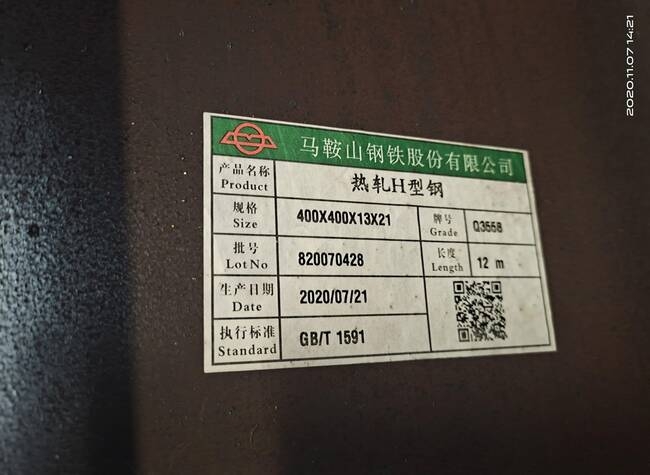 2020.11.07 14:21
马鞍山钢铁股份有限公司
产品名称 热轧H型钢
Product
规格 400X400X13X21 牌号 Q355B
Size Grade
批号 820070428 长度 12 m
Lot No Length
生产日期 2020/07/21
Date
执行标准 GB/T 1591
Standard